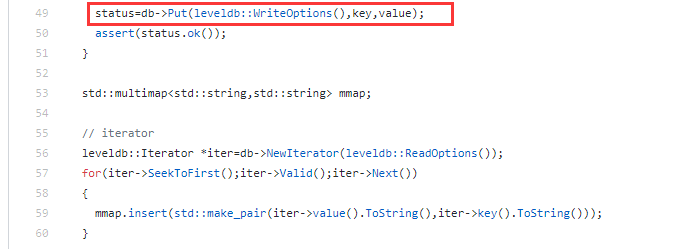 49 status=db->Put(leveldb::WriteOptions(),key,value);
50 assert(status.ok());
51 }
52
53 std::multimap<std::string,std::string> mmap;
54
55 // iterator
56 leveldb::Iterator *iter=db->NewIterator(leveldb::ReadOptions());
57 for(iter->SeekToFirst();iter->Valid();iter->Next())
58 {
59 mmap.insert(std::make_pair(iter->value().ToString(),iter->key().ToString()));
60 }